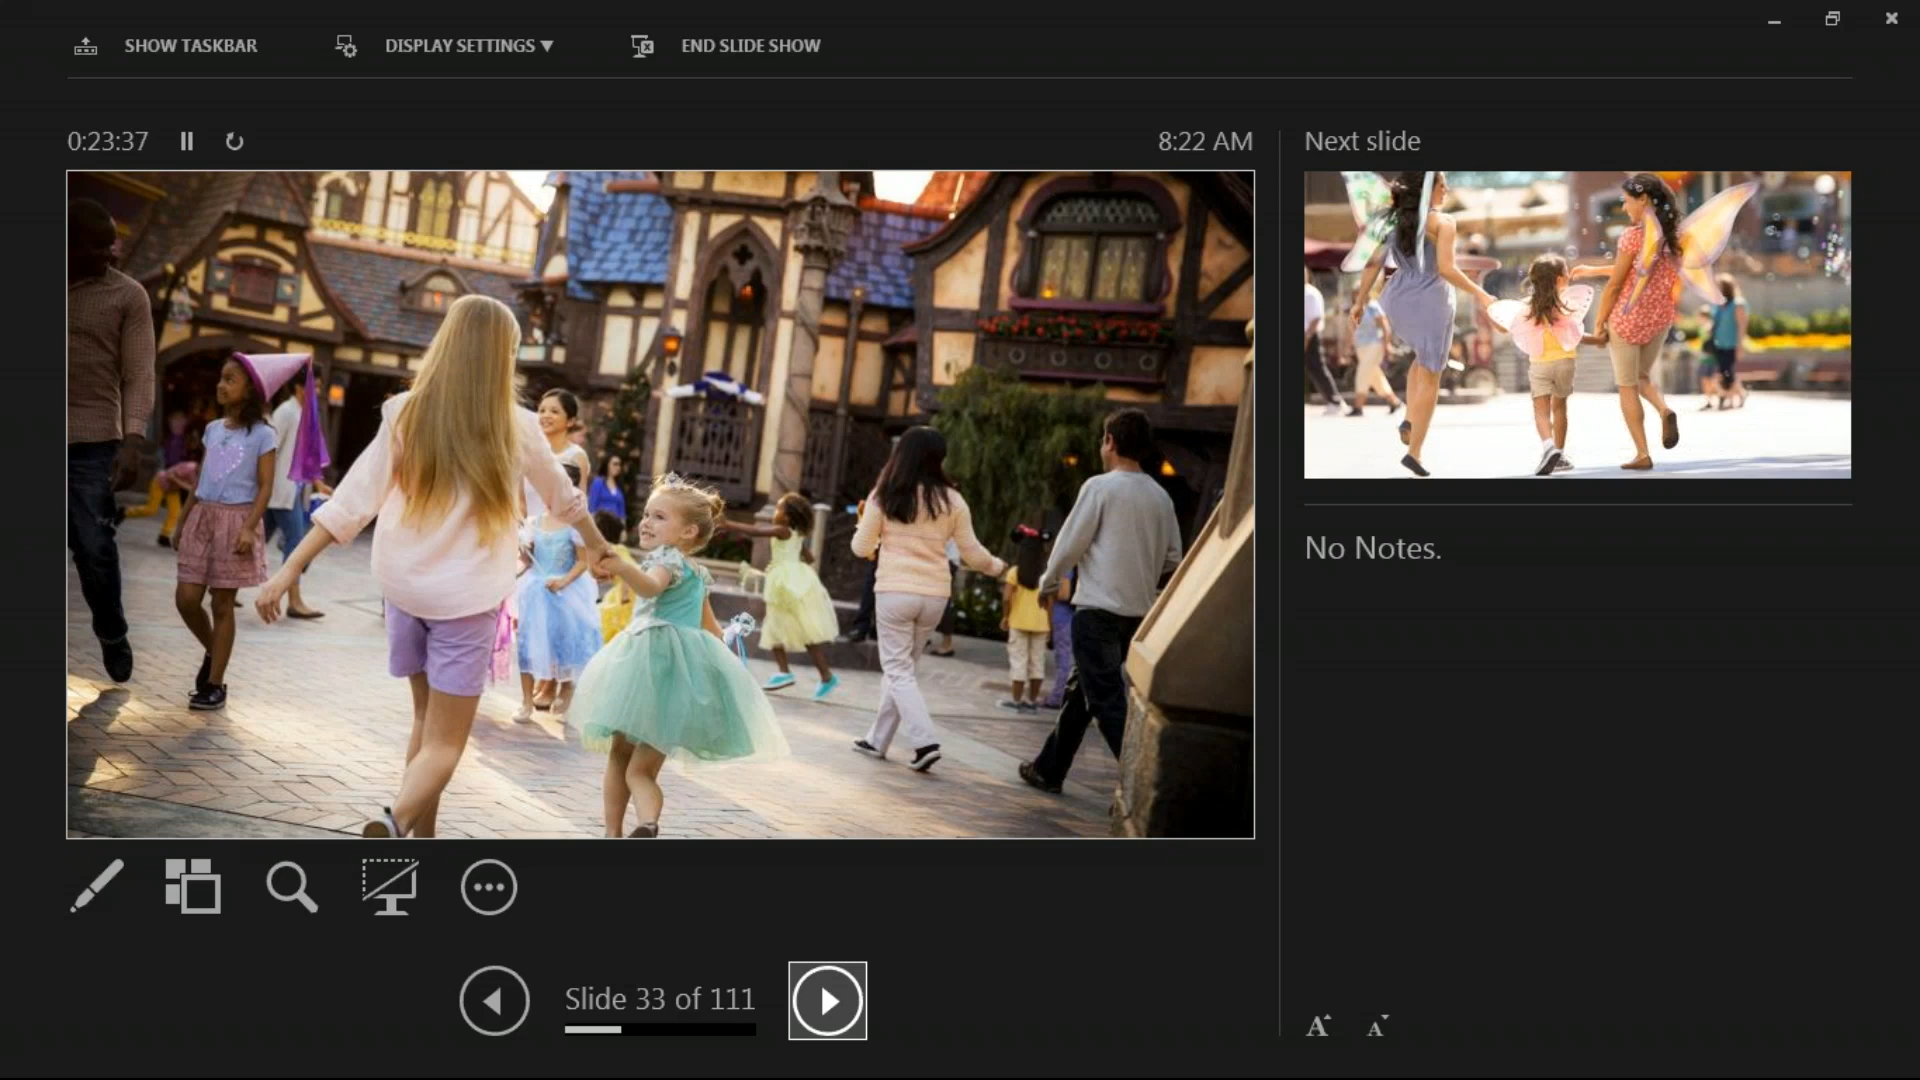 SHOW TASKBAR
DISPLAY SETTINGS ▼
END SLIDE SHOW
0:23:37
8:22 AM
Next slide
No Notes.
Slide 33 of 111
A A